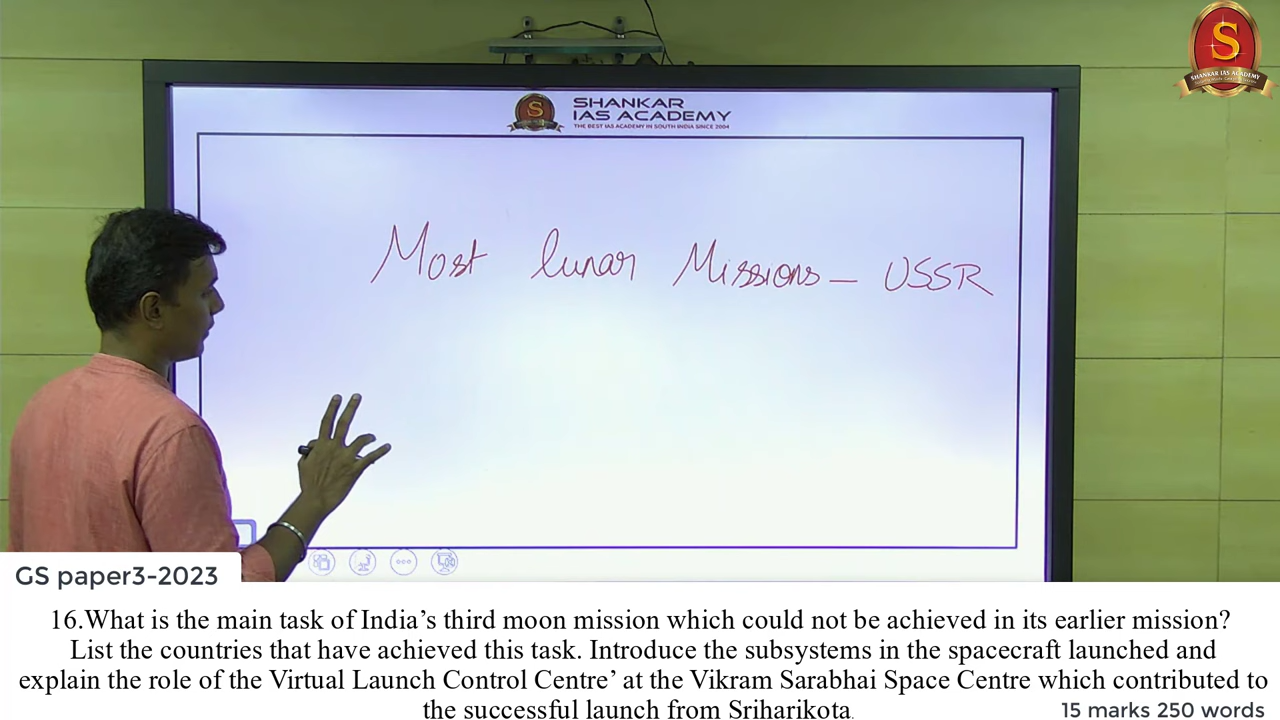 S
SHANKAR IAS ACADEMY
SHANKAR
IAS ACADEMY
THE BEST IAS ACADEMY IN SOUTH INDIA SINCE 2004
Most lunar Missions – USSR
GS paper3-2023
16.What is the main task of India’s third moon mission which could not be achieved in its earlier mission?
List the countries that have achieved this task. Introduce the subsystems in the spacecraft launched and
explain the role of the Virtual Launch Control Centre’ at the Vikram Sarabhai Space Centre which contributed to
the successful launch from Sriharikota.
15 marks 250 words